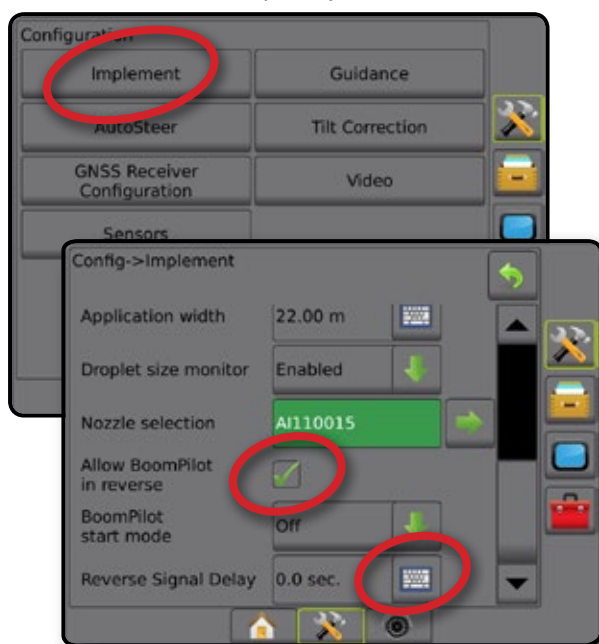 Configuration
Implement
Guidance
AutoSteer
Tilt Correction
GNSS Receiver
Configuration
Video
Sensors
Config->Implement
Application width 22.00 m
Droplet size monitor Enabled
Nozzle selection AI110015
Allow BoomPilot
in reverse
BoomPilot
start mode Off
Reverse Signal Delay 0.0 sec.